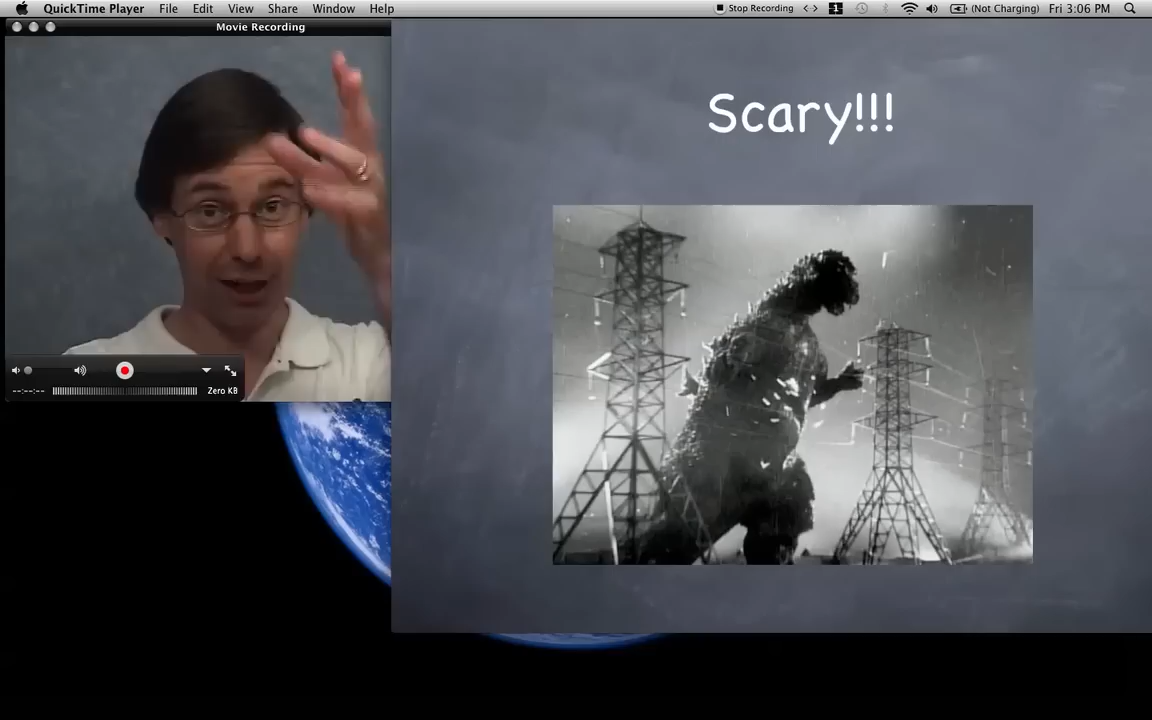 QuickTime Player File Edit View Share Window Help Stop Recording <·> 1 (Not Charging) Fri 3:06 PM
Movie Recording
Scary!!!
--:--:-- Zero KB